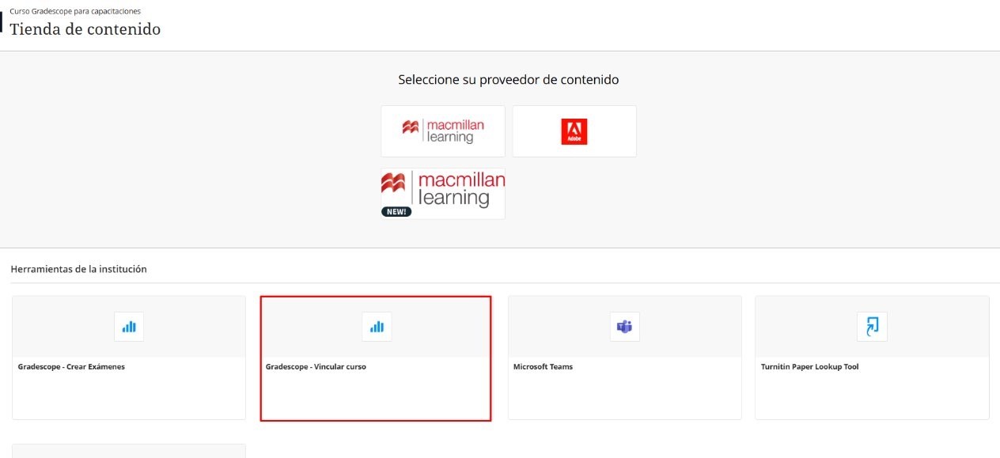 Curso Gradescope para capacitaciones
Tienda de contenido
Seleccione su proveedor de contenido
macmillan
learning
Adobe
macmillan
learning
NEW!
Herramientas de la institución
Gradescope - Crear Exámenes
Gradescope - Vincular curso
Microsoft Teams
Turnitin Paper Lookup Tool